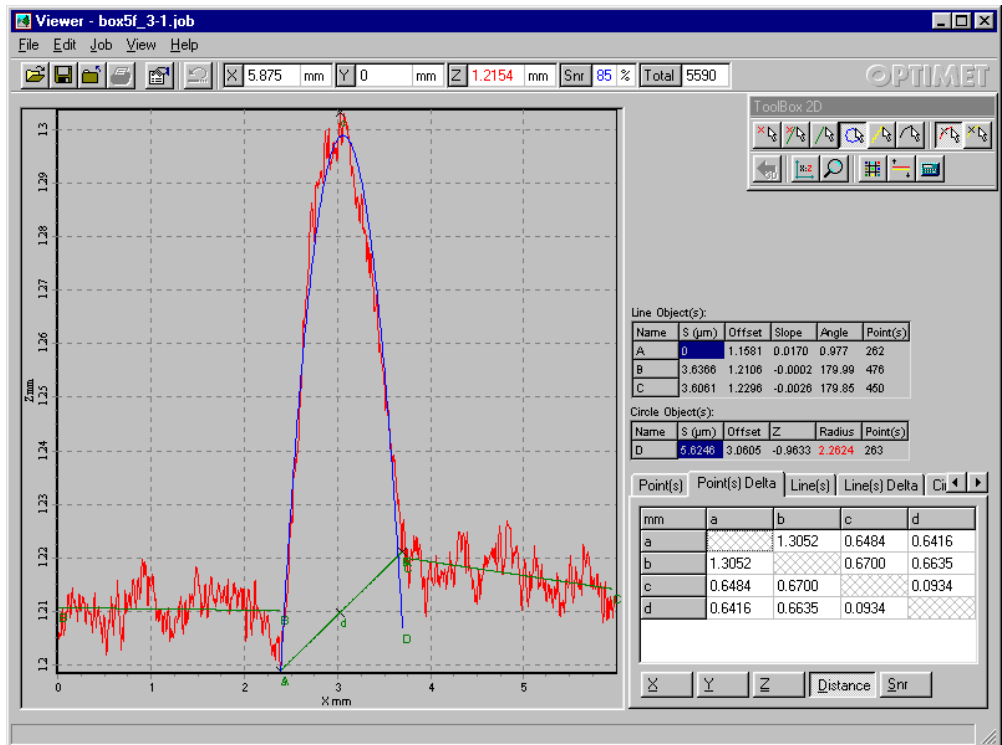 Viewer - box5f_3-1.job
File Edit Job View Help
X 5.875 mm Y 0 mm Z 1.2154 mm Snr 85 % Total 5590
OPTIMET
ToolBox 2D
x:z
13
1.29
1.28
1.27
1.26
1.25
1.24
1.23
1.22
1.21
1.2
Z mm
B
B
A
d
D
C
0 1 2 3 4 5
X mm
Line Object(s):
Name S (µm) Offset Slope Angle Point(s)
A 0 1.1581 0.0170 0.977 262
B 3.6366 1.2106 -0.0002 179.99 476
C 3.6061 1.2296 -0.0026 179.85 450
Circle Object(s):
Name S (µm) Offset Z Radius Point(s)
D 5.6246 3.0605 -0.9633 2.2624 263
Point(s) Point(s) Delta Line(s) Line(s) Delta Ci
mm a b c d
a 1.3052 0.6484 0.6416
b 1.3052 0.6700 0.6635
c 0.6484 0.6700 0.0934
d 0.6416 0.6635 0.0934
X Y Z Distance Snr